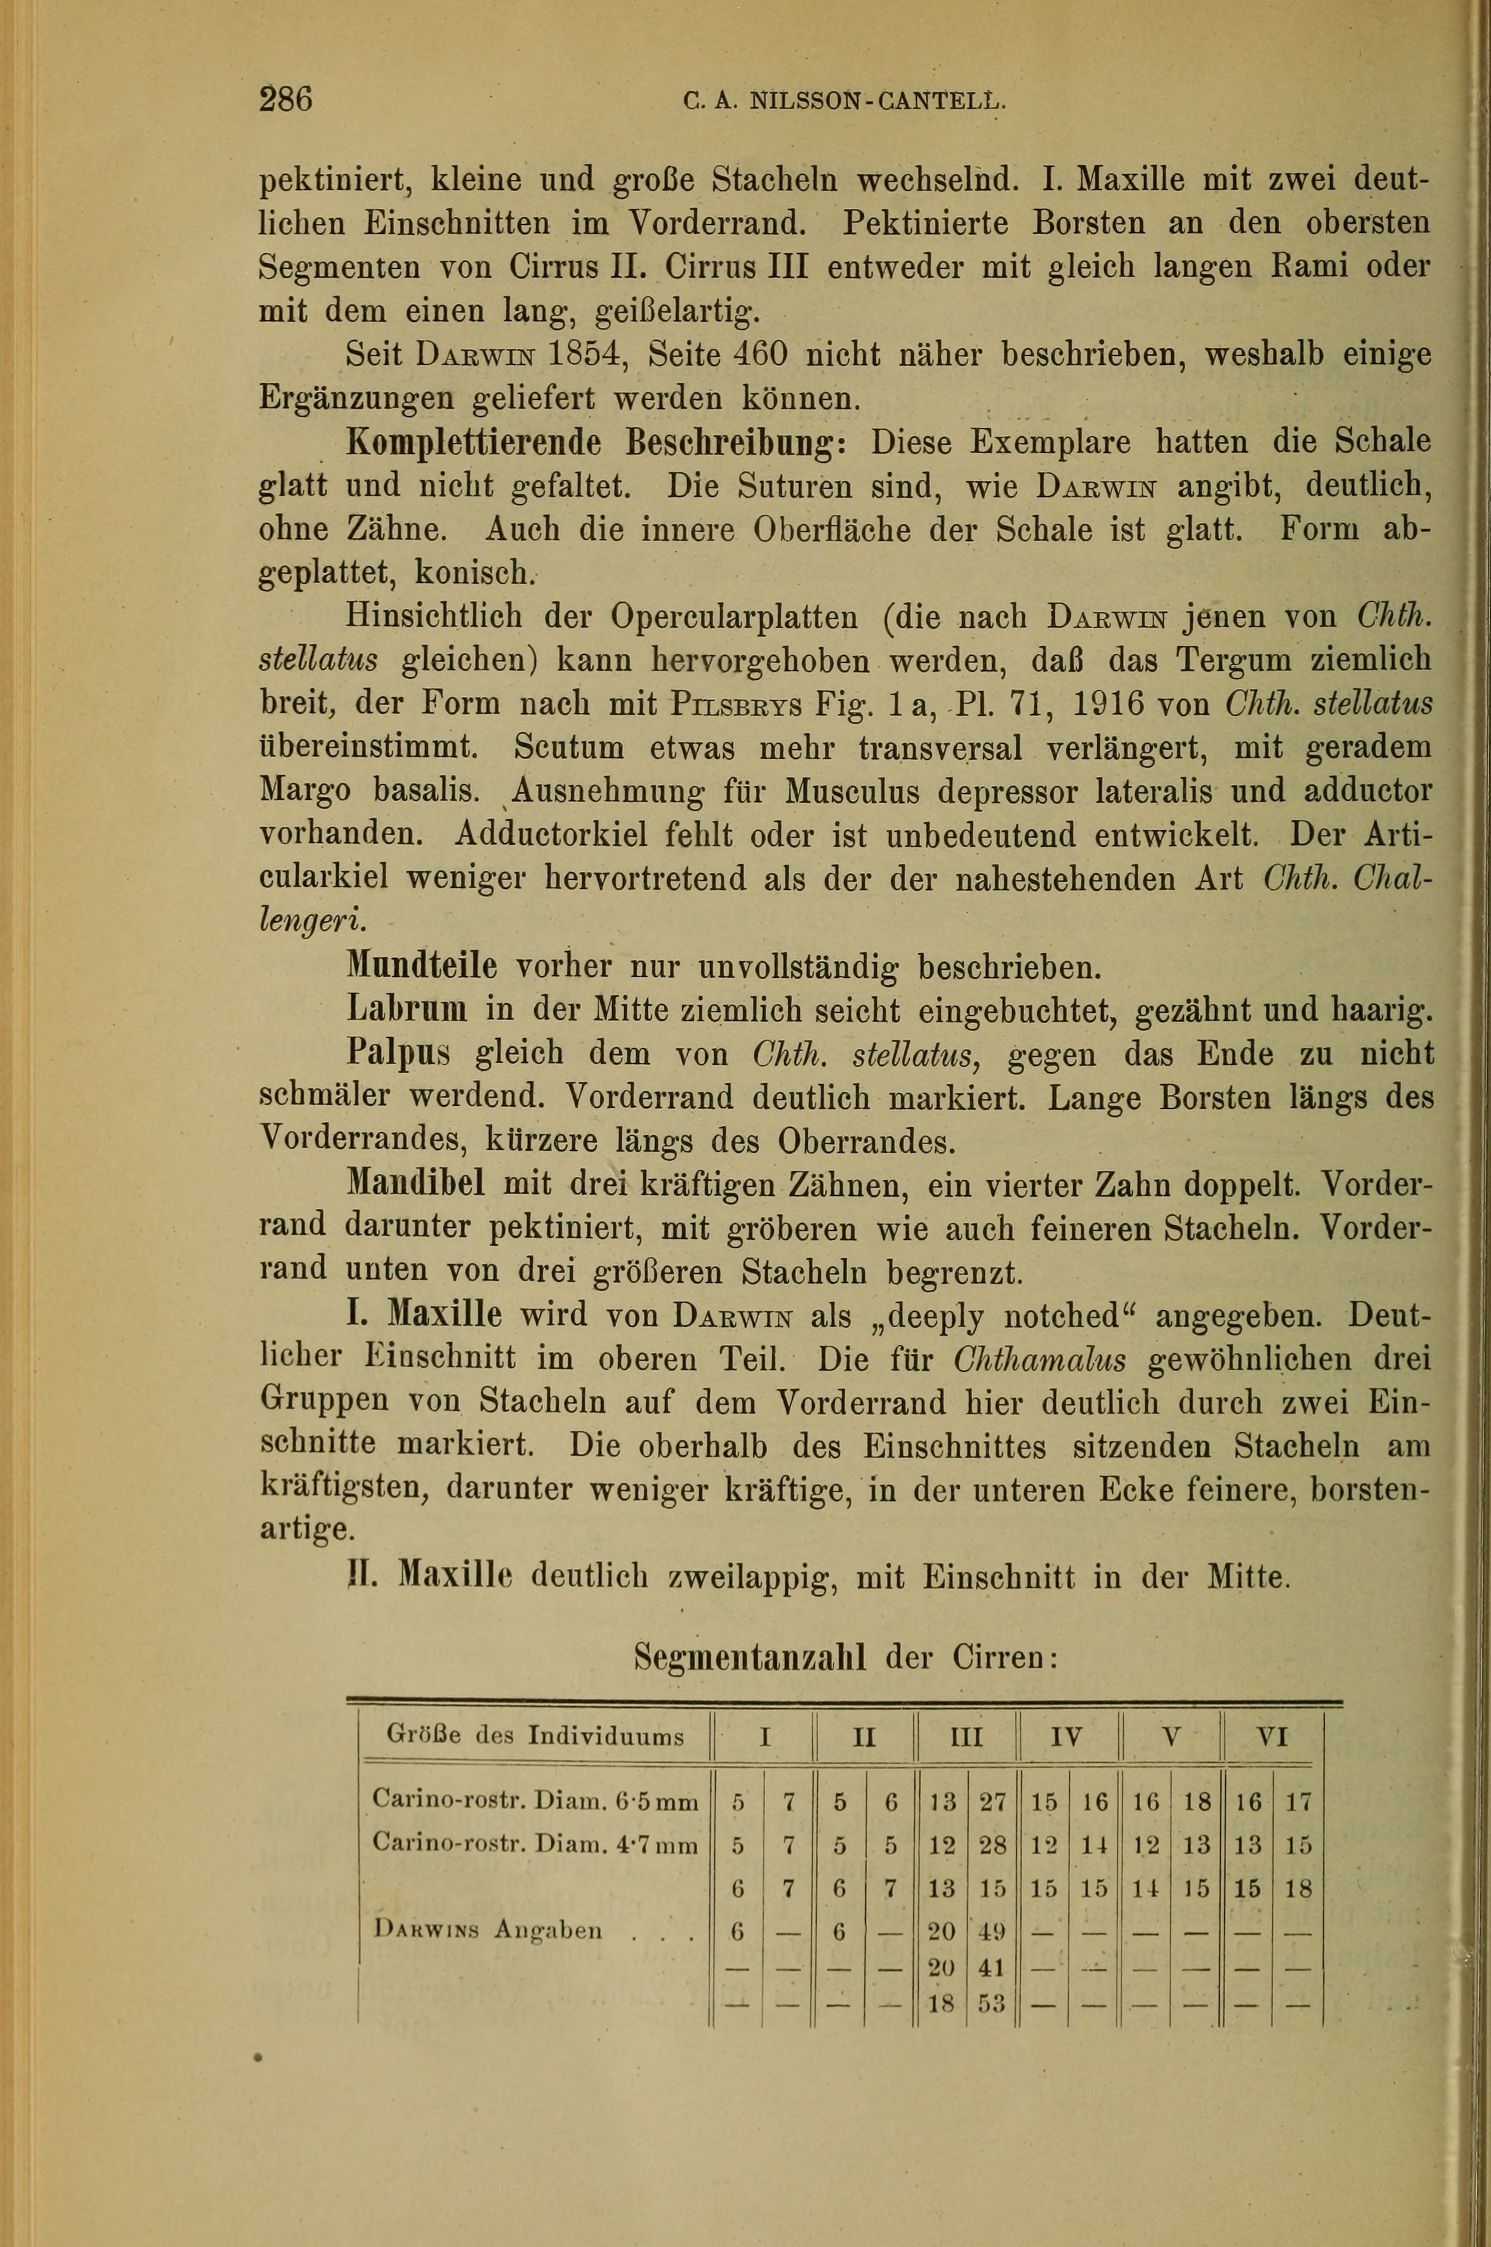 286
C. A. NILSSON-CANTELL.
pektiniert, kleine und große Stacheln wechselnd. I. Maxille mit zwei deut-
lichen Einschnitten im Vorderrand. Pektinierte Borsten an den obersten
Segmenten von Cirrus II. Cirrus III entweder mit gleich langen Rami oder
mit dem einen lang, geißelartig.
Seit DARWIN 1854, Seite 460 nicht näher beschrieben, weshalb einige
Ergänzungen geliefert werden können.
Komplettierende Beschreibung: Diese Exemplare hatten die Schale
glatt und nicht gefaltet. Die Suturen sind, wie DARWIN angibt, deutlich,
ohne Zähne. Auch die innere Oberfläche der Schale ist glatt. Form ab-
geplattet, konisch.
Hinsichtlich der Opercularplatten (die nach DARWIN jenen von Chth.
stellatus gleichen) kann hervorgehoben werden, daß das Tergum ziemlich
breit, der Form nach mit PILSBRYS Fig. 1 a, Pl. 71, 1916 von Chth. stellatus
übereinstimmt. Scutum etwas mehr transversal verlängert, mit geradem
Margo basalis. Ausnehmung für Musculus depressor lateralis und adductor
vorhanden. Adductorkiel fehlt oder ist unbedeutend entwickelt. Der Arti-
cularkiel weniger hervortretend als der der nahestehenden Art Chth. Chal-
lengeri.
Mundteile vorher nur unvollständig beschrieben.
Labrum in der Mitte ziemlich seicht eingebuchtet, gezähnt und haarig.
Palpus gleich dem von Chth. stellatus, gegen das Ende zu nicht
schmäler werdend. Vorderrand deutlich markiert. Lange Borsten längs des
Vorderrandes, kürzere längs des Oberrandes.
Mandibel mit drei kräftigen Zähnen, ein vierter Zahn doppelt. Vorder-
rand darunter pektiniert, mit gröberen wie auch feineren Stacheln. Vorder-
rand unten von drei größeren Stacheln begrenzt.
I. Maxille wird von DARWIN als „deeply notched“ angegeben. Deut-
licher Einschnitt im oberen Teil. Die für Chthamalus gewöhnlichen drei
Gruppen von Stacheln auf dem Vorderrand hier deutlich durch zwei Ein-
schnitte markiert. Die oberhalb des Einschnittes sitzenden Stacheln am
kräftigsten, darunter weniger kräftige, in der unteren Ecke feinere, borsten-
artige.
II. Maxille deutlich zweilappig, mit Einschnitt in der Mitte.
Segmentanzahl der Cirren:
Größe des Individuums I II III IV V VI
Carino-rostr. Diam. 6·5 mm 5 7 5 6 13 27 15 16 16 18 16 17
Carino-rostr. Diam. 4·7 mm 5 7 5 5 12 28 12 14 12 13 13 15
6 7 6 7 13 15 15 15 14 15 15 18
DARWINS Angaben . . . 6 — 6 — 20 49 — — — — — —
— — — — 20 41 — — — — — —
— — — — 18 53 — — — — — —